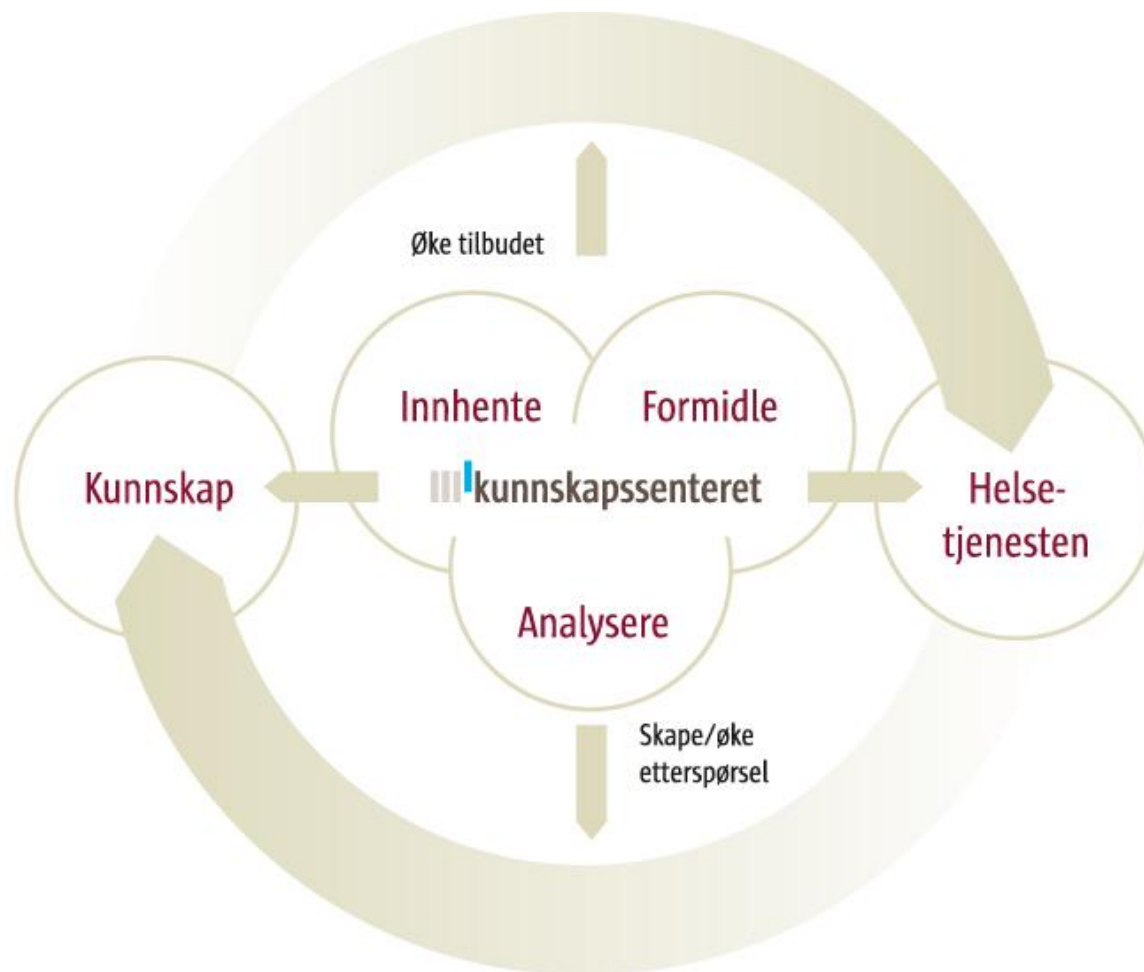 Øke tilbudet
Innhente
Formidle
Kunnskap
kunnskapssenteret
Helse-
tjenesten
Analysere
Skape/øke
etterspørsel